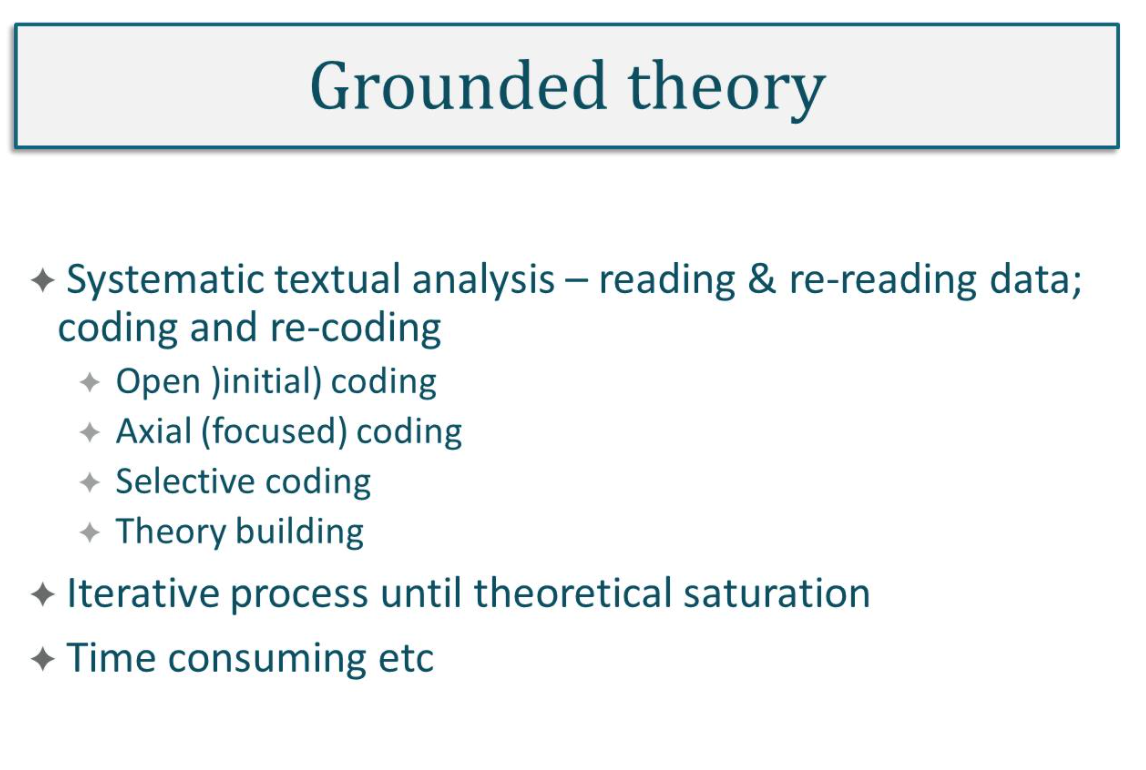 Grounded theory
Systematic textual analysis – reading & re-reading data;
coding and re-coding
Open )initial) coding
Axial (focused) coding
Selective coding
Theory building
Iterative process until theoretical saturation
Time consuming etc